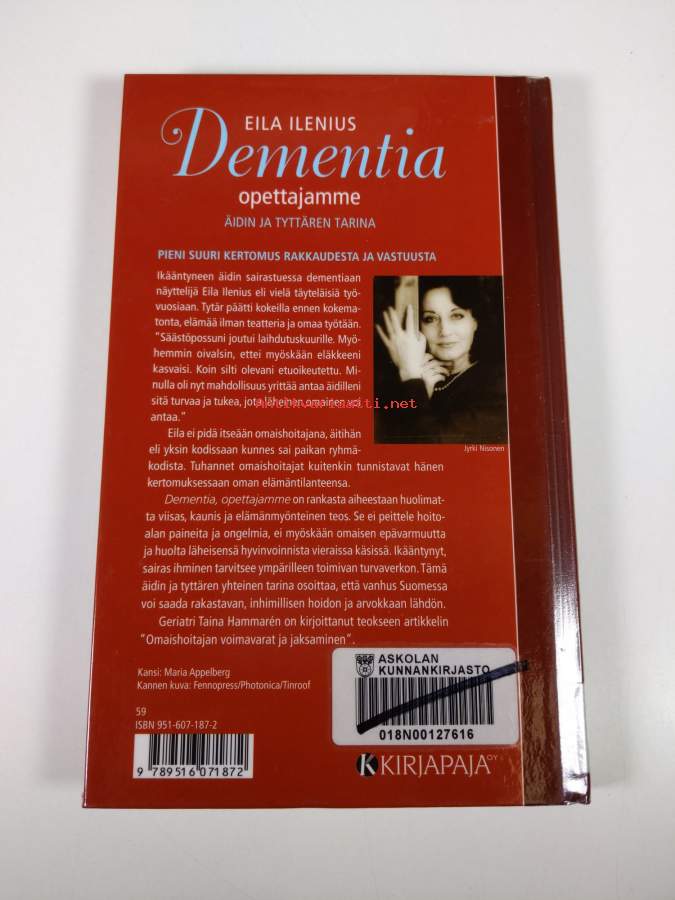 EILA ILENIUS
Dementia
opettajamme
ÄIDIN JA TYTTÄREN TARINA
PIENI SUURI KERTOMUS RAKKAUDESTA JA VASTUUSTA
Ikääntyneen äidin sairastuessa dementiaan
näyttelijä Eila Ilenius eli vielä täyteläisiä työ-
vuosiaan. Tytär päätti kokeilla ennen kokema-
tonta, elämää ilman teatteria ja omaa työtään.
"Säästöpossuni joutui laihdutuskuurille. Myö-
hemmin oivalsin, ettei myöskään eläkkeeni
kasvaisi. Koin silti olevani etuoikeutettu. Mi-
nulla oli nyt mahdollisuus yrittää antaa äidilleni
sitä turvaa ja tukea, jota läheinen omainen voi
antaa."
Antikvariaatti.net
Eila ei pidä itseään omaishoitajana, äitihän
eli yksin kodissaan kunnes sai paikan ryhmä-
kodista. Tuhannet omaishoitajat kuitenkin tunnistavat hänen
kertomuksessaan oman elämäntilanteensa.
Jyrki Nisonen
Dementia, opettajamme on rankasta aiheestaan huolimat-
ta viisas, kaunis ja elämänmyönteinen teos. Se ei peittele hoito-
alan paineita ja ongelmia, ei myöskään omaisen epävarmuutta
ja huolta läheisensä hyvinvoinnista vieraissa käsissä. Ikääntynyt,
sairas ihminen tarvitsee ympärilleen toimivan turvaverkon. Tämä
äidin ja tyttären yhteinen tarina osoittaa, että vanhus Suomessa
voi saada rakastavan, inhimillisen hoidon ja arvokkaan lähdön.
Geriatri Taina Hammarén on kirjoittanut teokseen artikkelin
"Omaishoitajan voimavarat ja jaksaminen".
Kansi: Maria Appelberg
Kannen kuva: Fennopress/Photonica/Tinroof
ASKOLAN
KUNNANKIRJASTO
018N00127616
59
ISBN 951-607-187-2
9 789516 071872
KIRJAPAJA OY